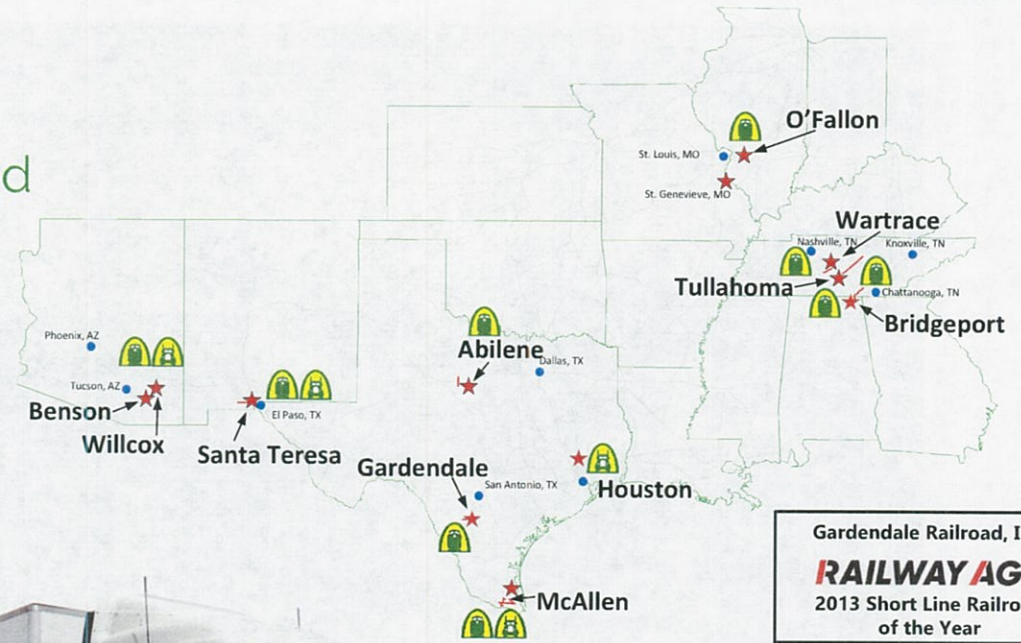 d
O'Fallon
St. Louis, MO
St. Genevieve, MO
Wartrace
Nashville, TN
Knoxville, TN
Tullahoma
Chattanooga, TN
Bridgeport
Phoenix, AZ
Abilene
Dallas, TX
Tucson, AZ
Benson
El Paso, TX
Willcox
Santa Teresa
Gardendale
San Antonio, TX
Houston
McAllen
Gardendale Railroad, I
RAILWAY AG
2013 Short Line Railro
of the Year